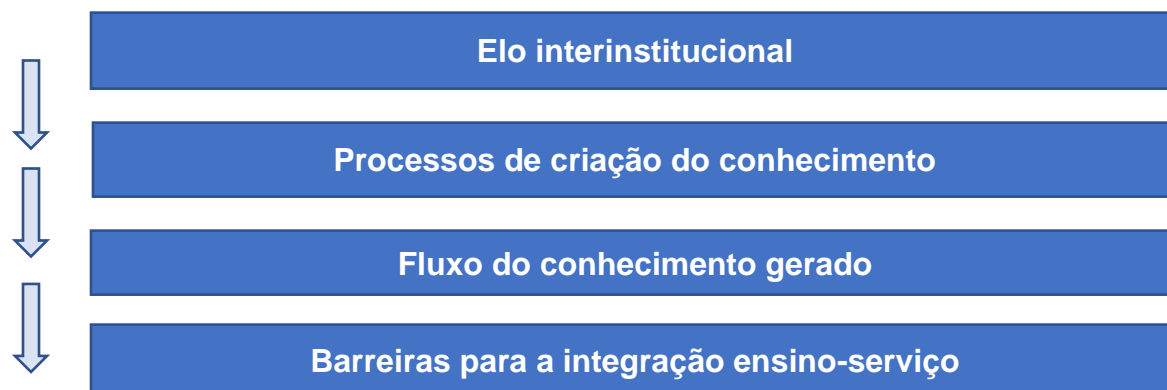 Elo interinstitucional
Processos de criação do conhecimento
Fluxo do conhecimento gerado
Barreiras para a integração ensino-serviço